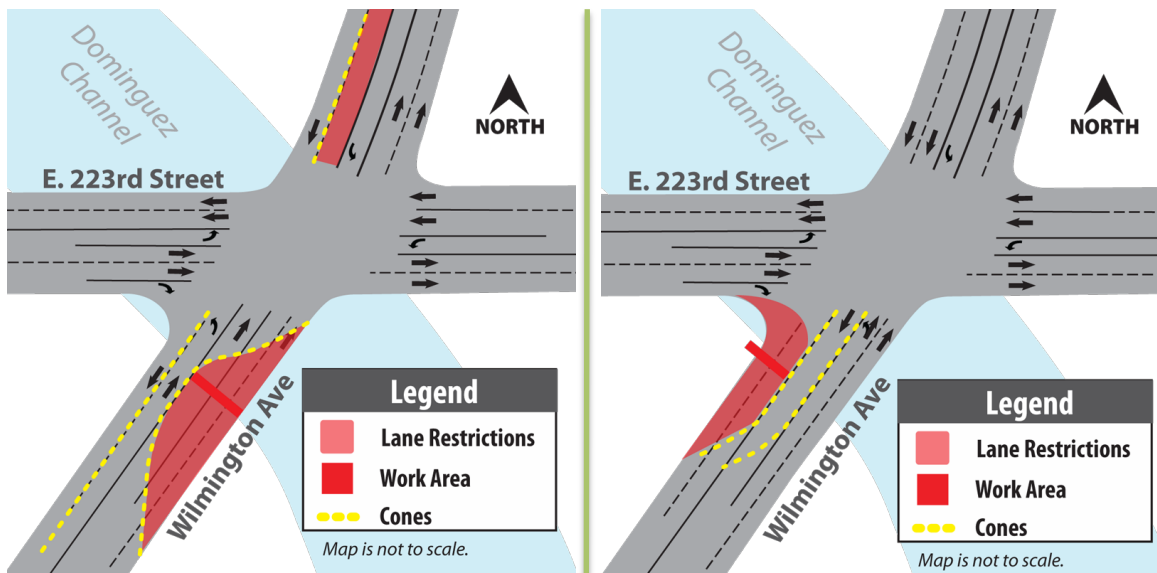 Dominguez
Channel
NORTH
E. 223rd Street
Wilmington Ave
Legend
Lane Restrictions
Work Area
Cones
Map is not to scale.
Dominguez
Channel
NORTH
E. 223rd Street
Wilmington Ave
Legend
Lane Restrictions
Work Area
Cones
Map is not to scale.